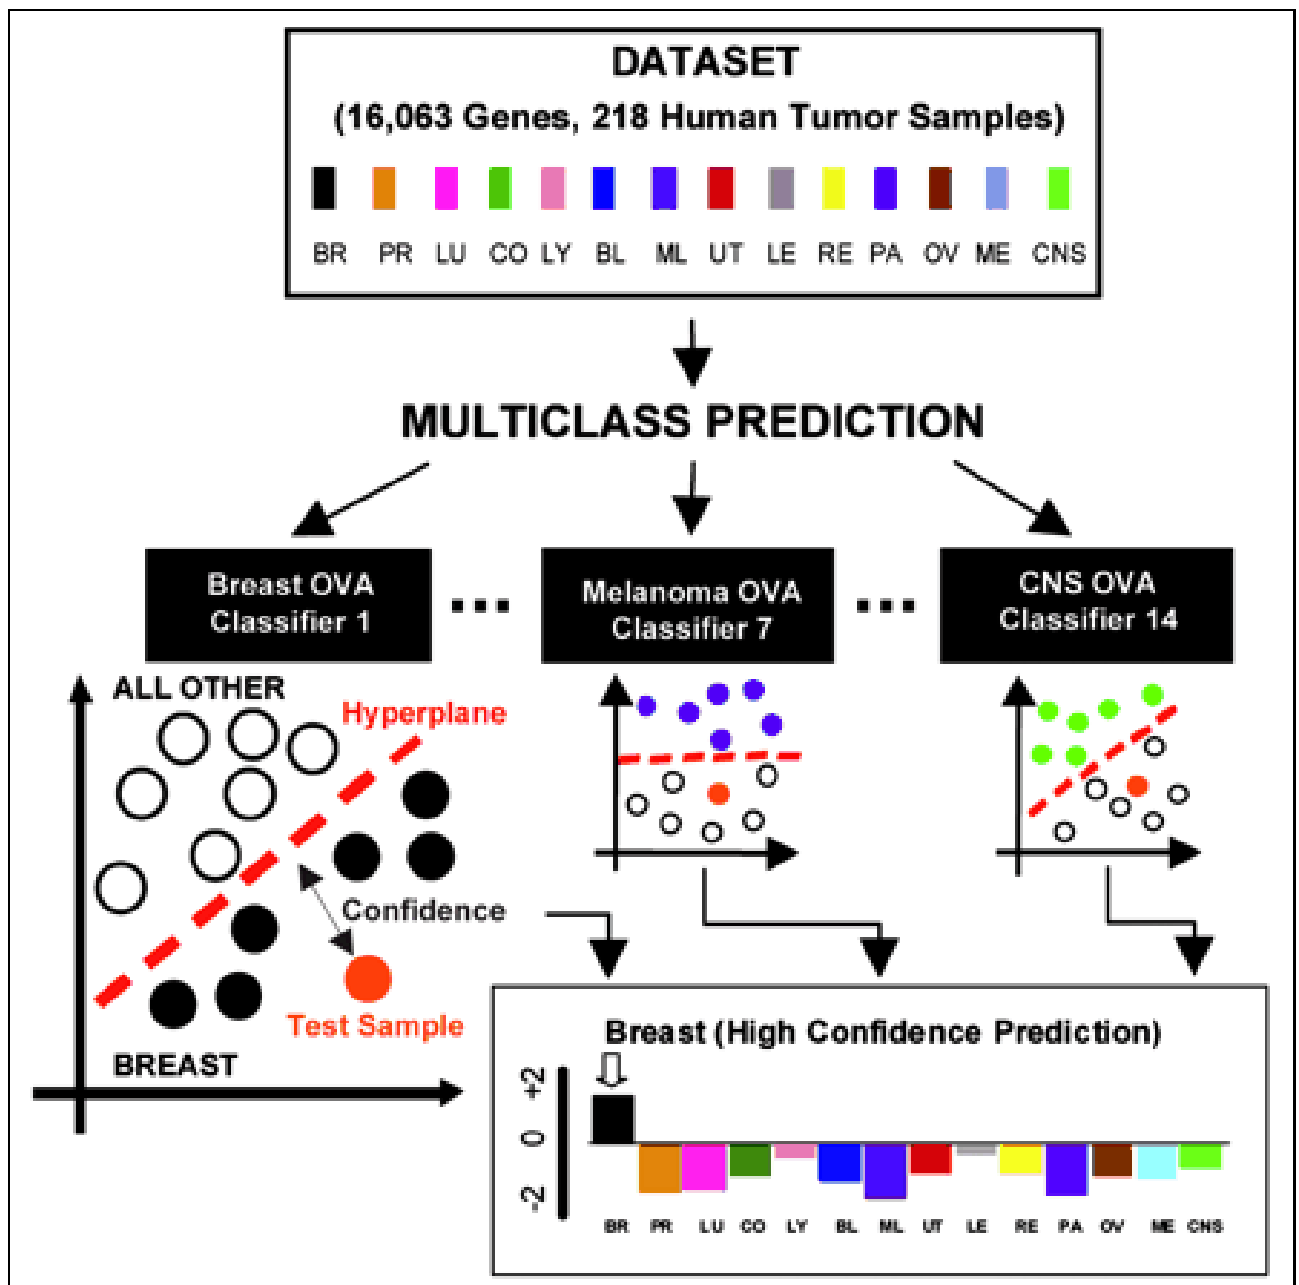 DATASET
(16,063 Genes, 218 Human Tumor Samples)
BR PR LU CO LY BL ML UT LE RE PA OV ME CNS
MULTICLASS PREDICTION
Breast OVA
Classifier 1
...
Melanoma OVA
Classifier 7
...
CNS OVA
Classifier 14
ALL OTHER
Hyperplane
Confidence
Test Sample
BREAST
Breast (High Confidence Prediction)
+2
0
-2
BR PR LU CO LY BL ML UT LE RE PA OV ME CNS